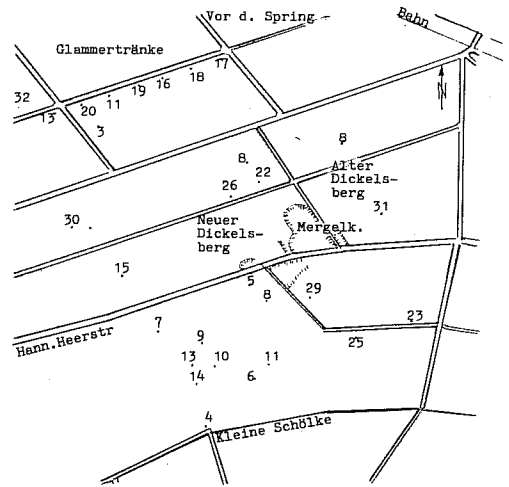 Vor d. Spring
Bahn
Glammertränke
17
18
16
19
11
20
32
13
3
N
8
8
22
26
Alter
Dickels-
berg
31
30
Neuer
Dickels-
berg
Mergelk.
15
5
8
29
23
25
7
Hann.Heerstr
9
13
10
11
14
6
4
Kleine Schölke